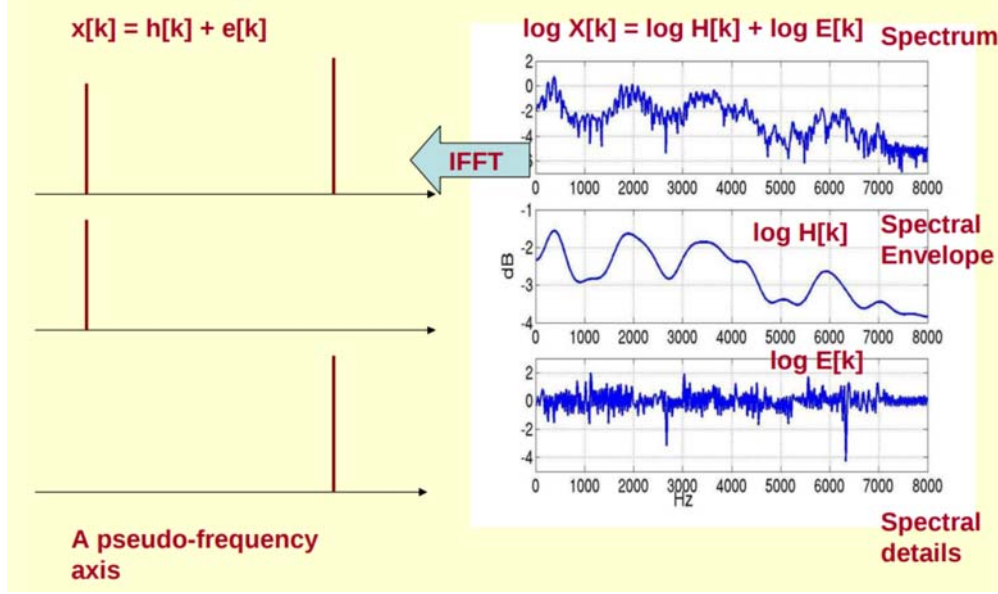 x[k] = h[k] + e[k]
log X[k] = log H[k] + log E[k]
Spectrum
2
0
-2
-4
IFFT
0 1000 2000 3000 4000 5000 6000 7000 8000
-1
-2
-3
-4
dB
log H[k]
Spectral
Envelope
0 1000 2000 3000 4000 5000 6000 7000 8000
log E[k]
2
0
-2
-4
0 1000 2000 3000 4000 5000 6000 7000 8000
Hz
A pseudo-frequency
axis
Spectral
details